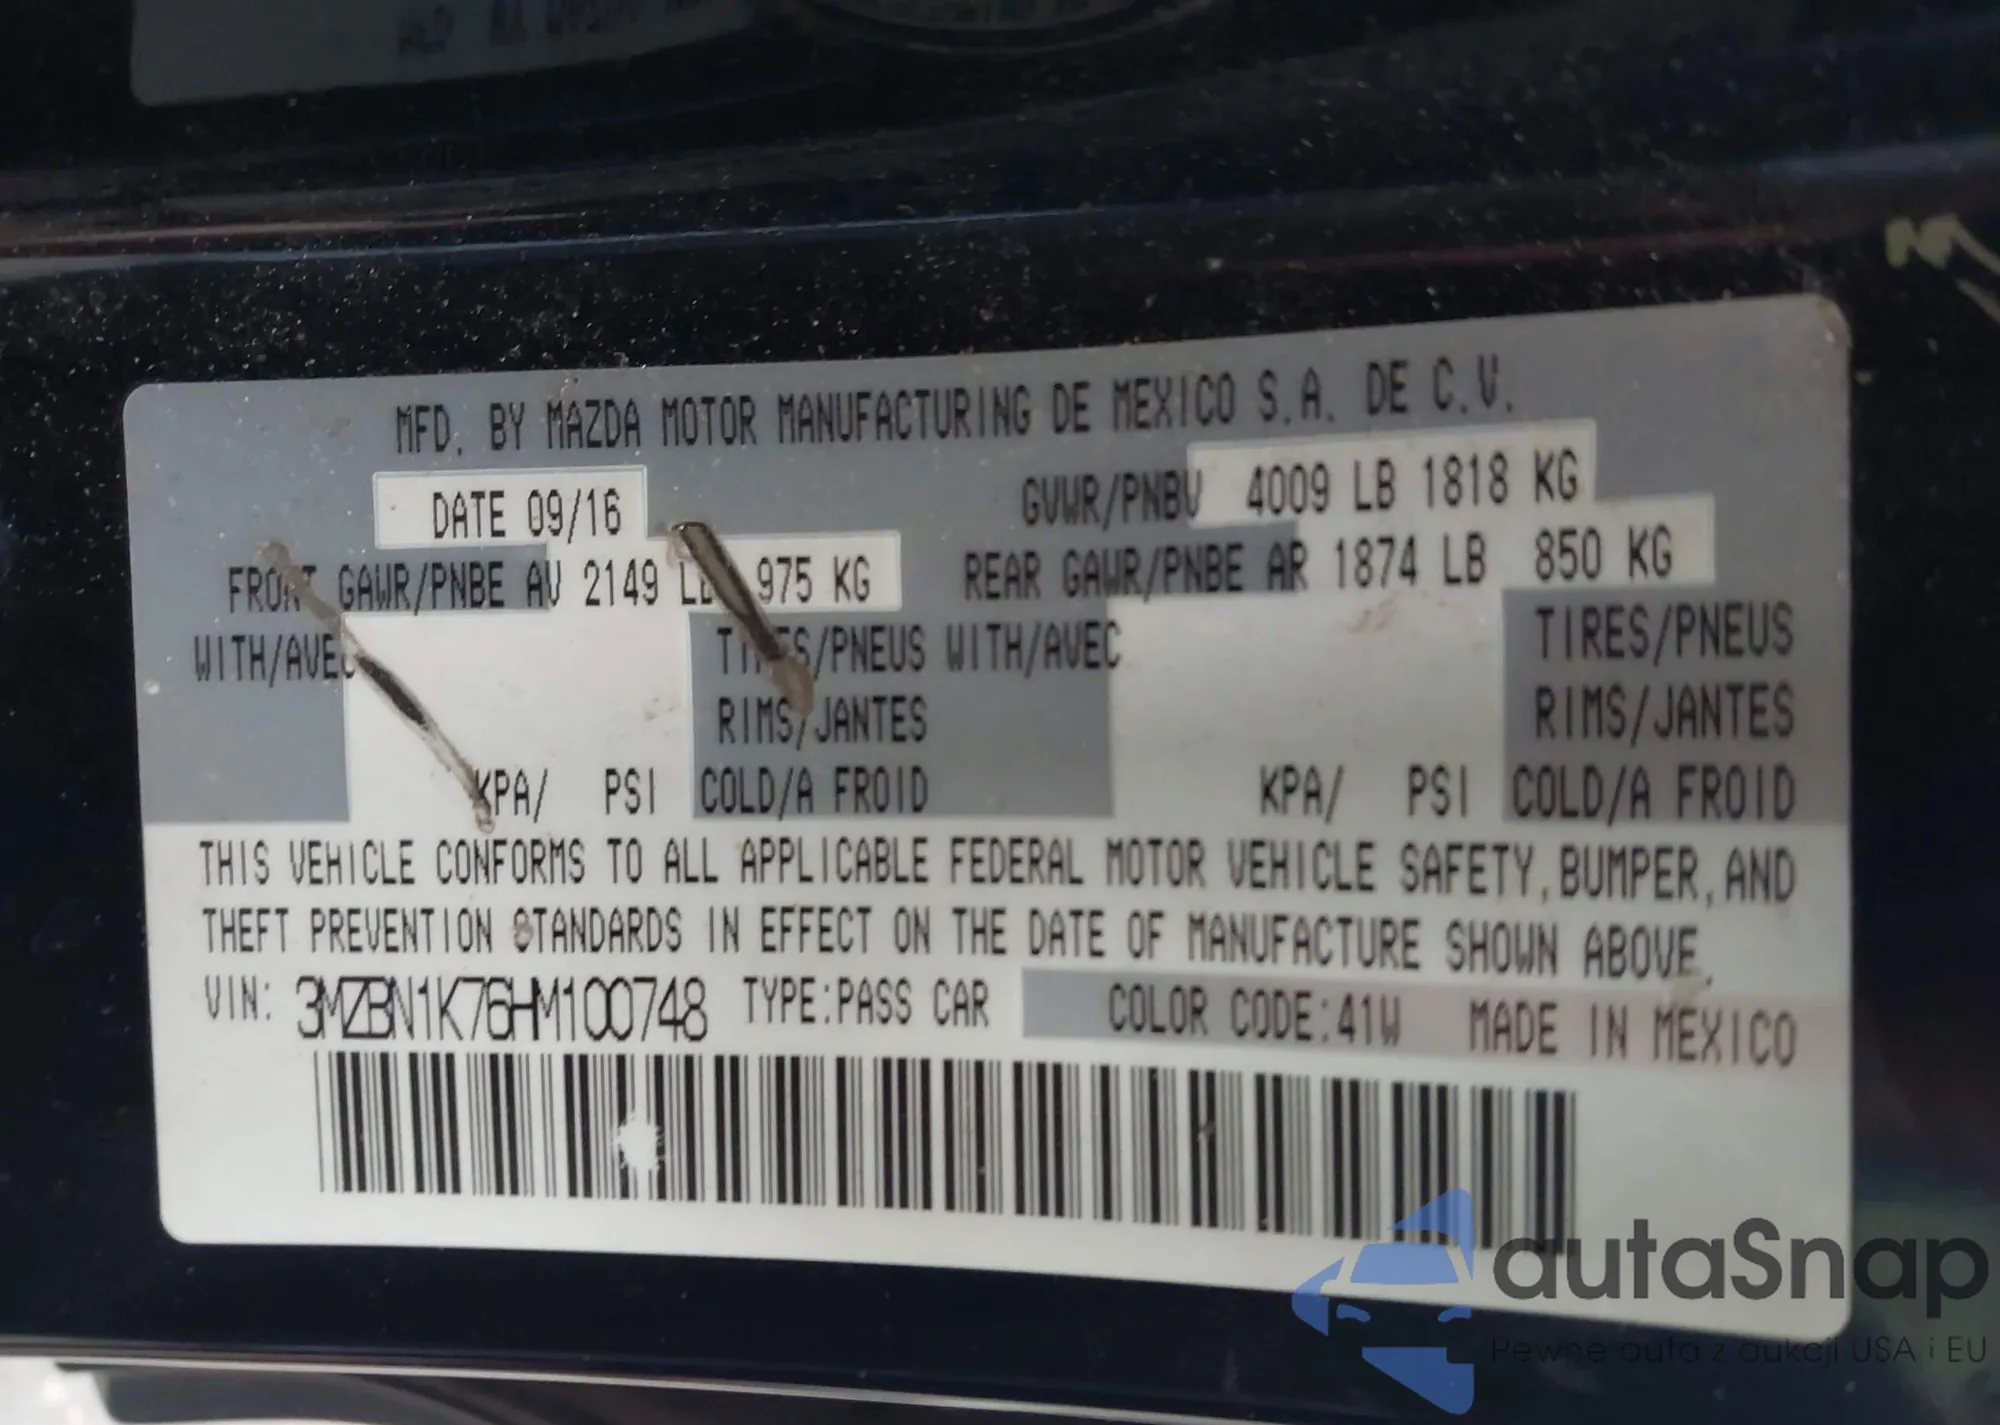 MFD. BY MAZDA MOTOR MANUFACTURING DE MEXICO S.A. DE C.V.
DATE 09/16 GVWR/PNBV 4009 LB 1818 KG
FRONT GAWR/PNBE AV 2149 LB 975 KG REAR GAWR/PNBE AR 1874 LB 850 KG
WITH/AVEC TIRES/PNEUS WITH/AVEC TIRES/PNEUS
RIMS/JANTES RIMS/JANTES
KPA/ PSI COLD/A FROID KPA/ PSI COLD/A FROID
THIS VEHICLE CONFORMS TO ALL APPLICABLE FEDERAL MOTOR VEHICLE SAFETY, BUMPER, AND
THEFT PREVENTION STANDARDS IN EFFECT ON THE DATE OF MANUFACTURE SHOWN ABOVE.
VIN: 3MZBN1K76HM100748 TYPE:PASS CAR COLOR CODE:41W MADE IN MEXICO
autaSnap
Pewne auta z aukcji USA i EU